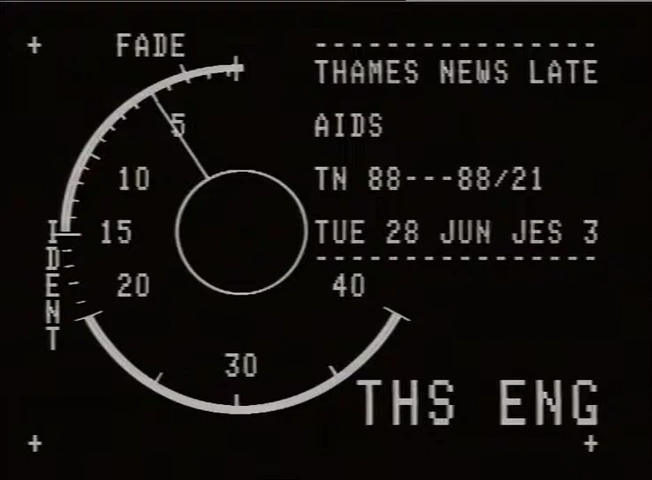 + FADE
---------------
THAMES NEWS LATE
5
AIDS
10
TN 88---88/21
15
TUE 28 JUN JES 3
---------------
IDENT
20
40
30
THS ENG
+ +